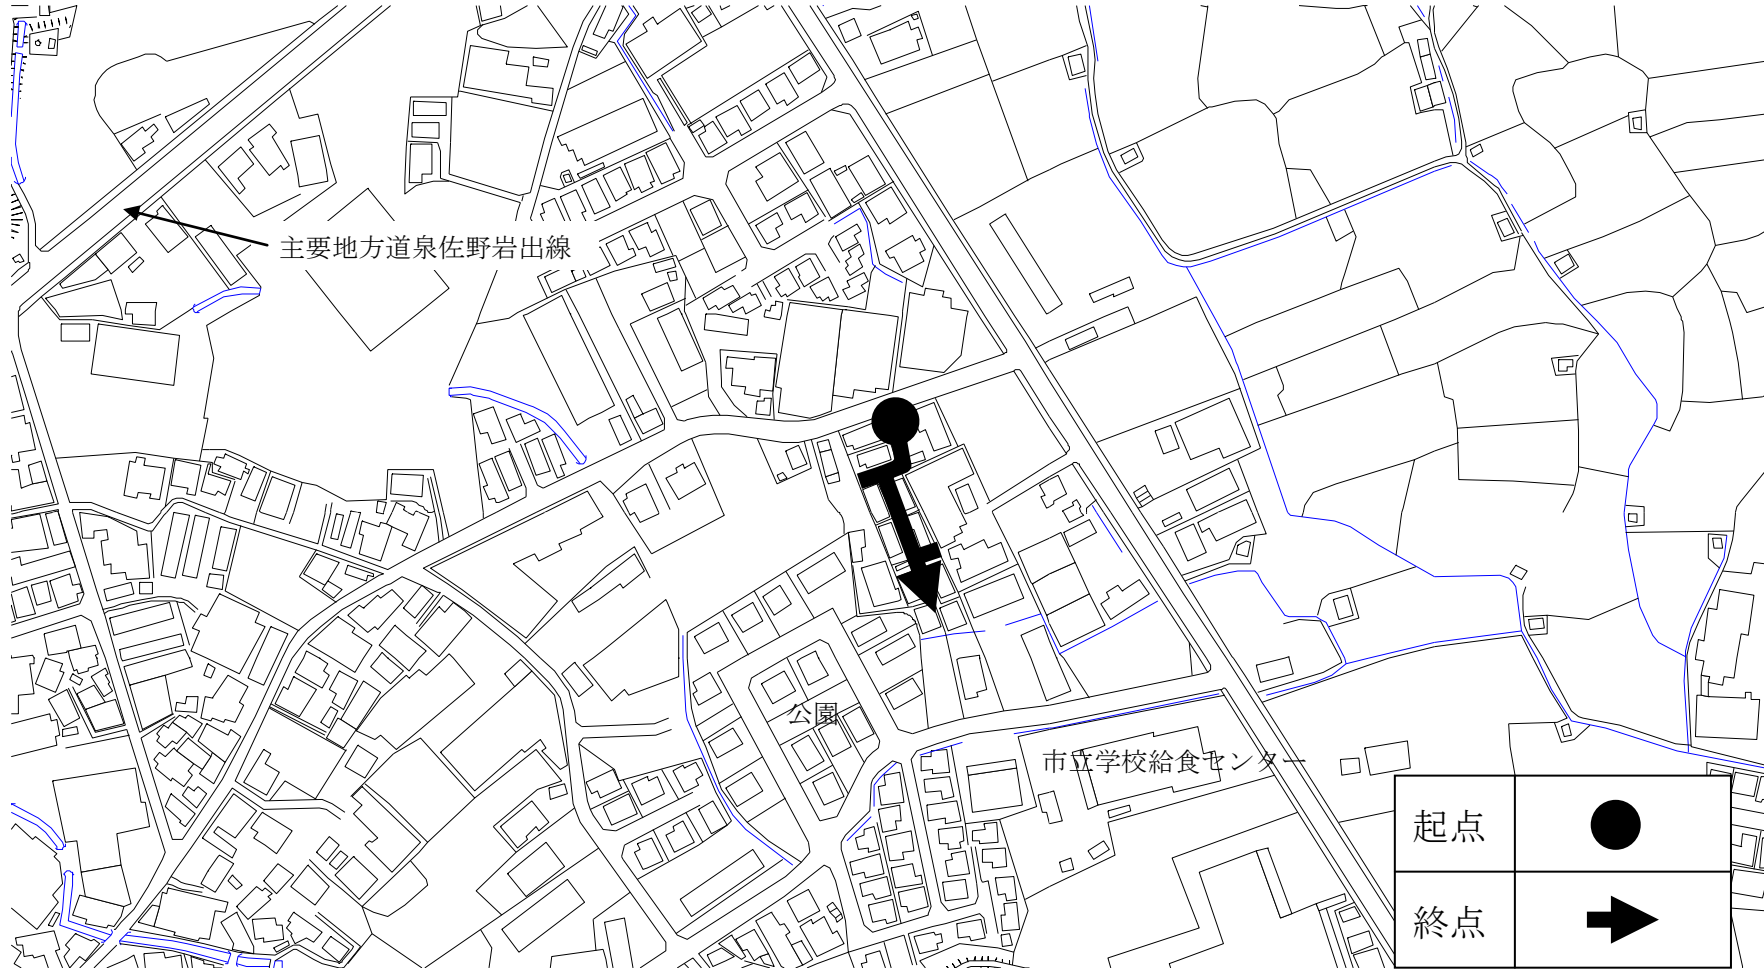 主要地方道泉佐野岩出線
公園
市立学校給食センター
起点
終点